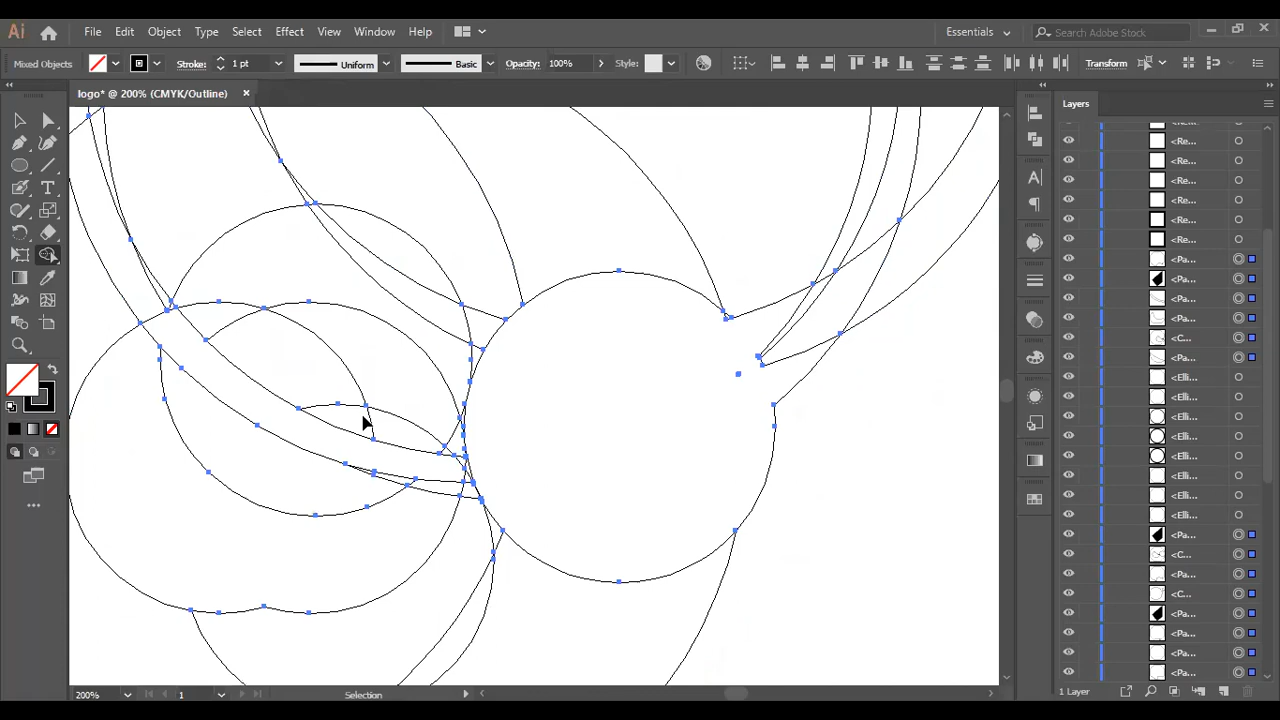 Ai File Edit Object Type Select Effect View Window Help Essentials Search Adobe Stock
Mixed Objects Stroke: 1 pt Uniform Basic Opacity: 100% Style: Transform
logo* @ 200% (CMYK/Outline) ×
Layers
<Re...
<Re...
<Re...
<Re...
<Re...
<Re...
<Pa...
<Pa...
<Pa...
<Pa...
<C...
<Pa...
<Elli...
<Elli...
<Elli...
<Elli...
<Elli...
<Elli...
<Elli...
<Elli...
<Pa...
<C...
<Pa...
<C...
<Pa...
<Pa...
<Pa...
<Pa...
200% 1 Selection 1 Layer